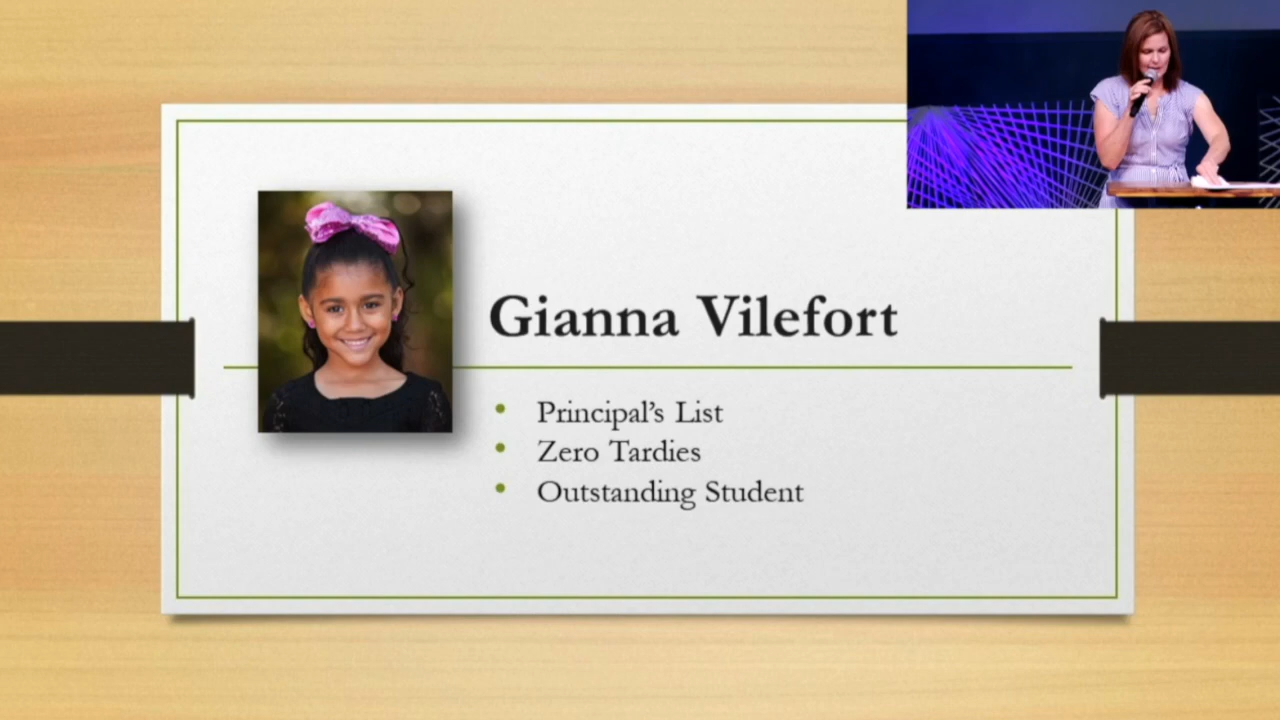 Gianna Vilefort
Principal’s List
Zero Tardies
Outstanding Student